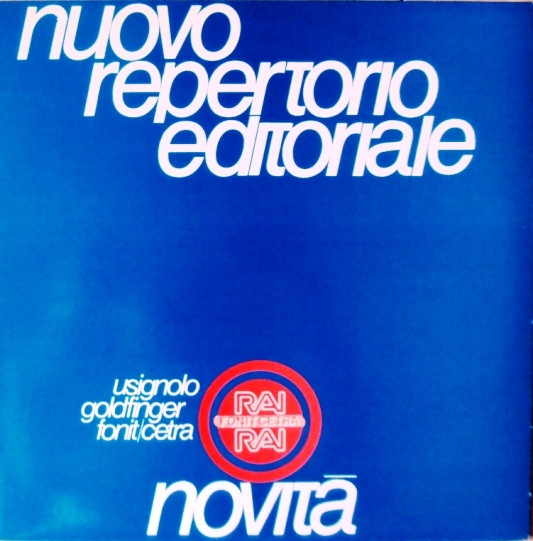 nuovo
repertorio
editoriale
usignolo
goldfinger
fonit/cetra
RAI
FONIT CETRA
RAI
novità